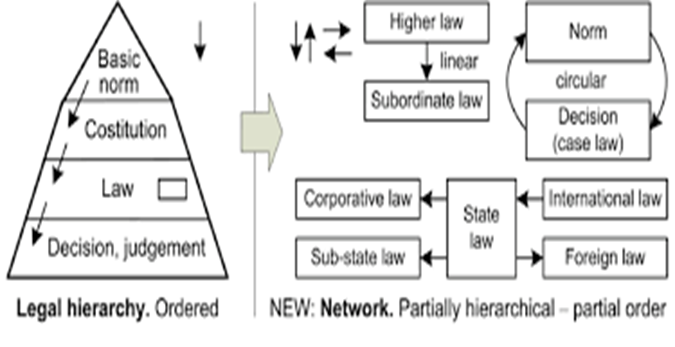 Basic
norm
Costitution
Law
Decision, judgement
Legal hierarchy. Ordered
Higher law
linear
Subordinate law
Norm
circular
Decision
(case law)
Corporative law
State
law
International law
Sub-state law
Foreign law
NEW: Network. Partially hierarchical – partial order